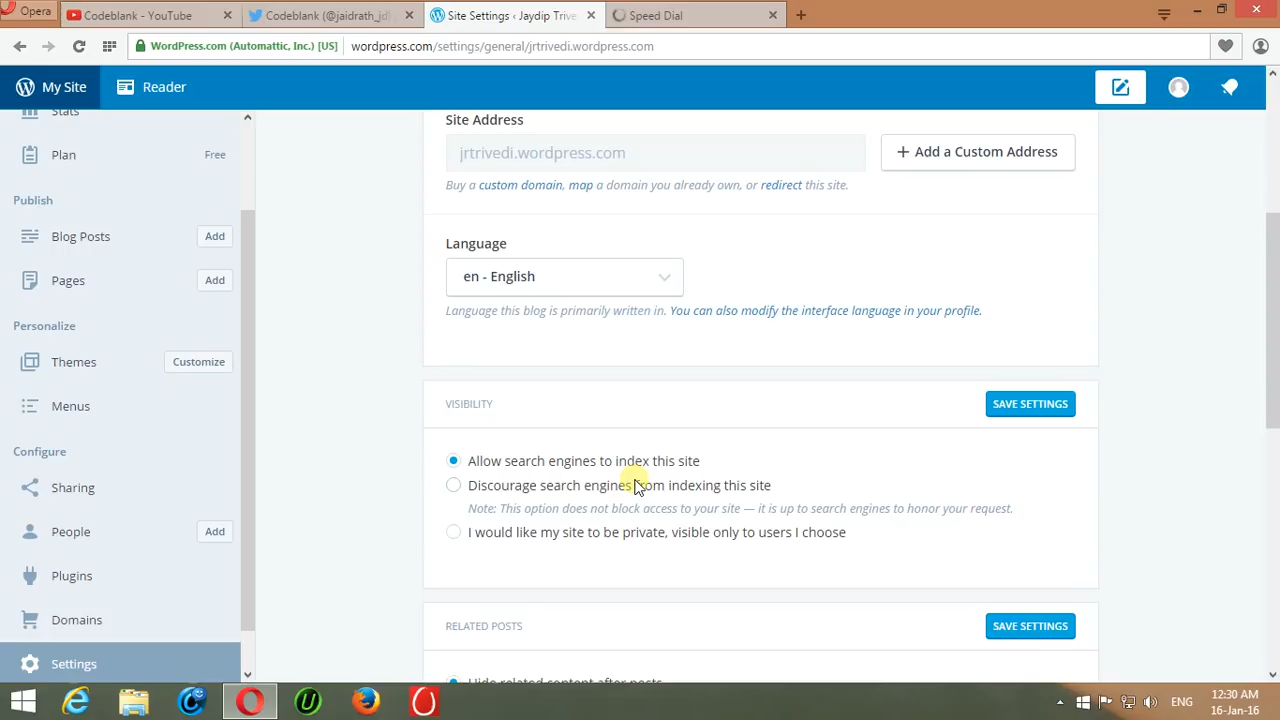 Opera
Codeblank - YouTube
Codeblank (@jaidrath_jd
Site Settings ‹ Jaydip Trive
Speed Dial
WordPress.com (Automattic, Inc.) [US]
wordpress.com/settings/general/jrtrivedi.wordpress.com
My Site
Reader
Stats
Plan
Free
Publish
Blog Posts
Add
Pages
Add
Personalize
Themes
Customize
Menus
Configure
Sharing
People
Add
Plugins
Domains
Settings
Site Address
jrtrivedi.wordpress.com
+ Add a Custom Address
Buy a custom domain, map a domain you already own, or redirect this site.
Language
en - English
Language this blog is primarily written in. You can also modify the interface language in your profile.
VISIBILITY
SAVE SETTINGS
Allow search engines to index this site
Discourage search engines from indexing this site
Note: This option does not block access to your site — it is up to search engines to honor your request.
I would like my site to be private, visible only to users I choose
RELATED POSTS
SAVE SETTINGS
Hide related content after posts
ENG
12:30 AM
16-Jan-16